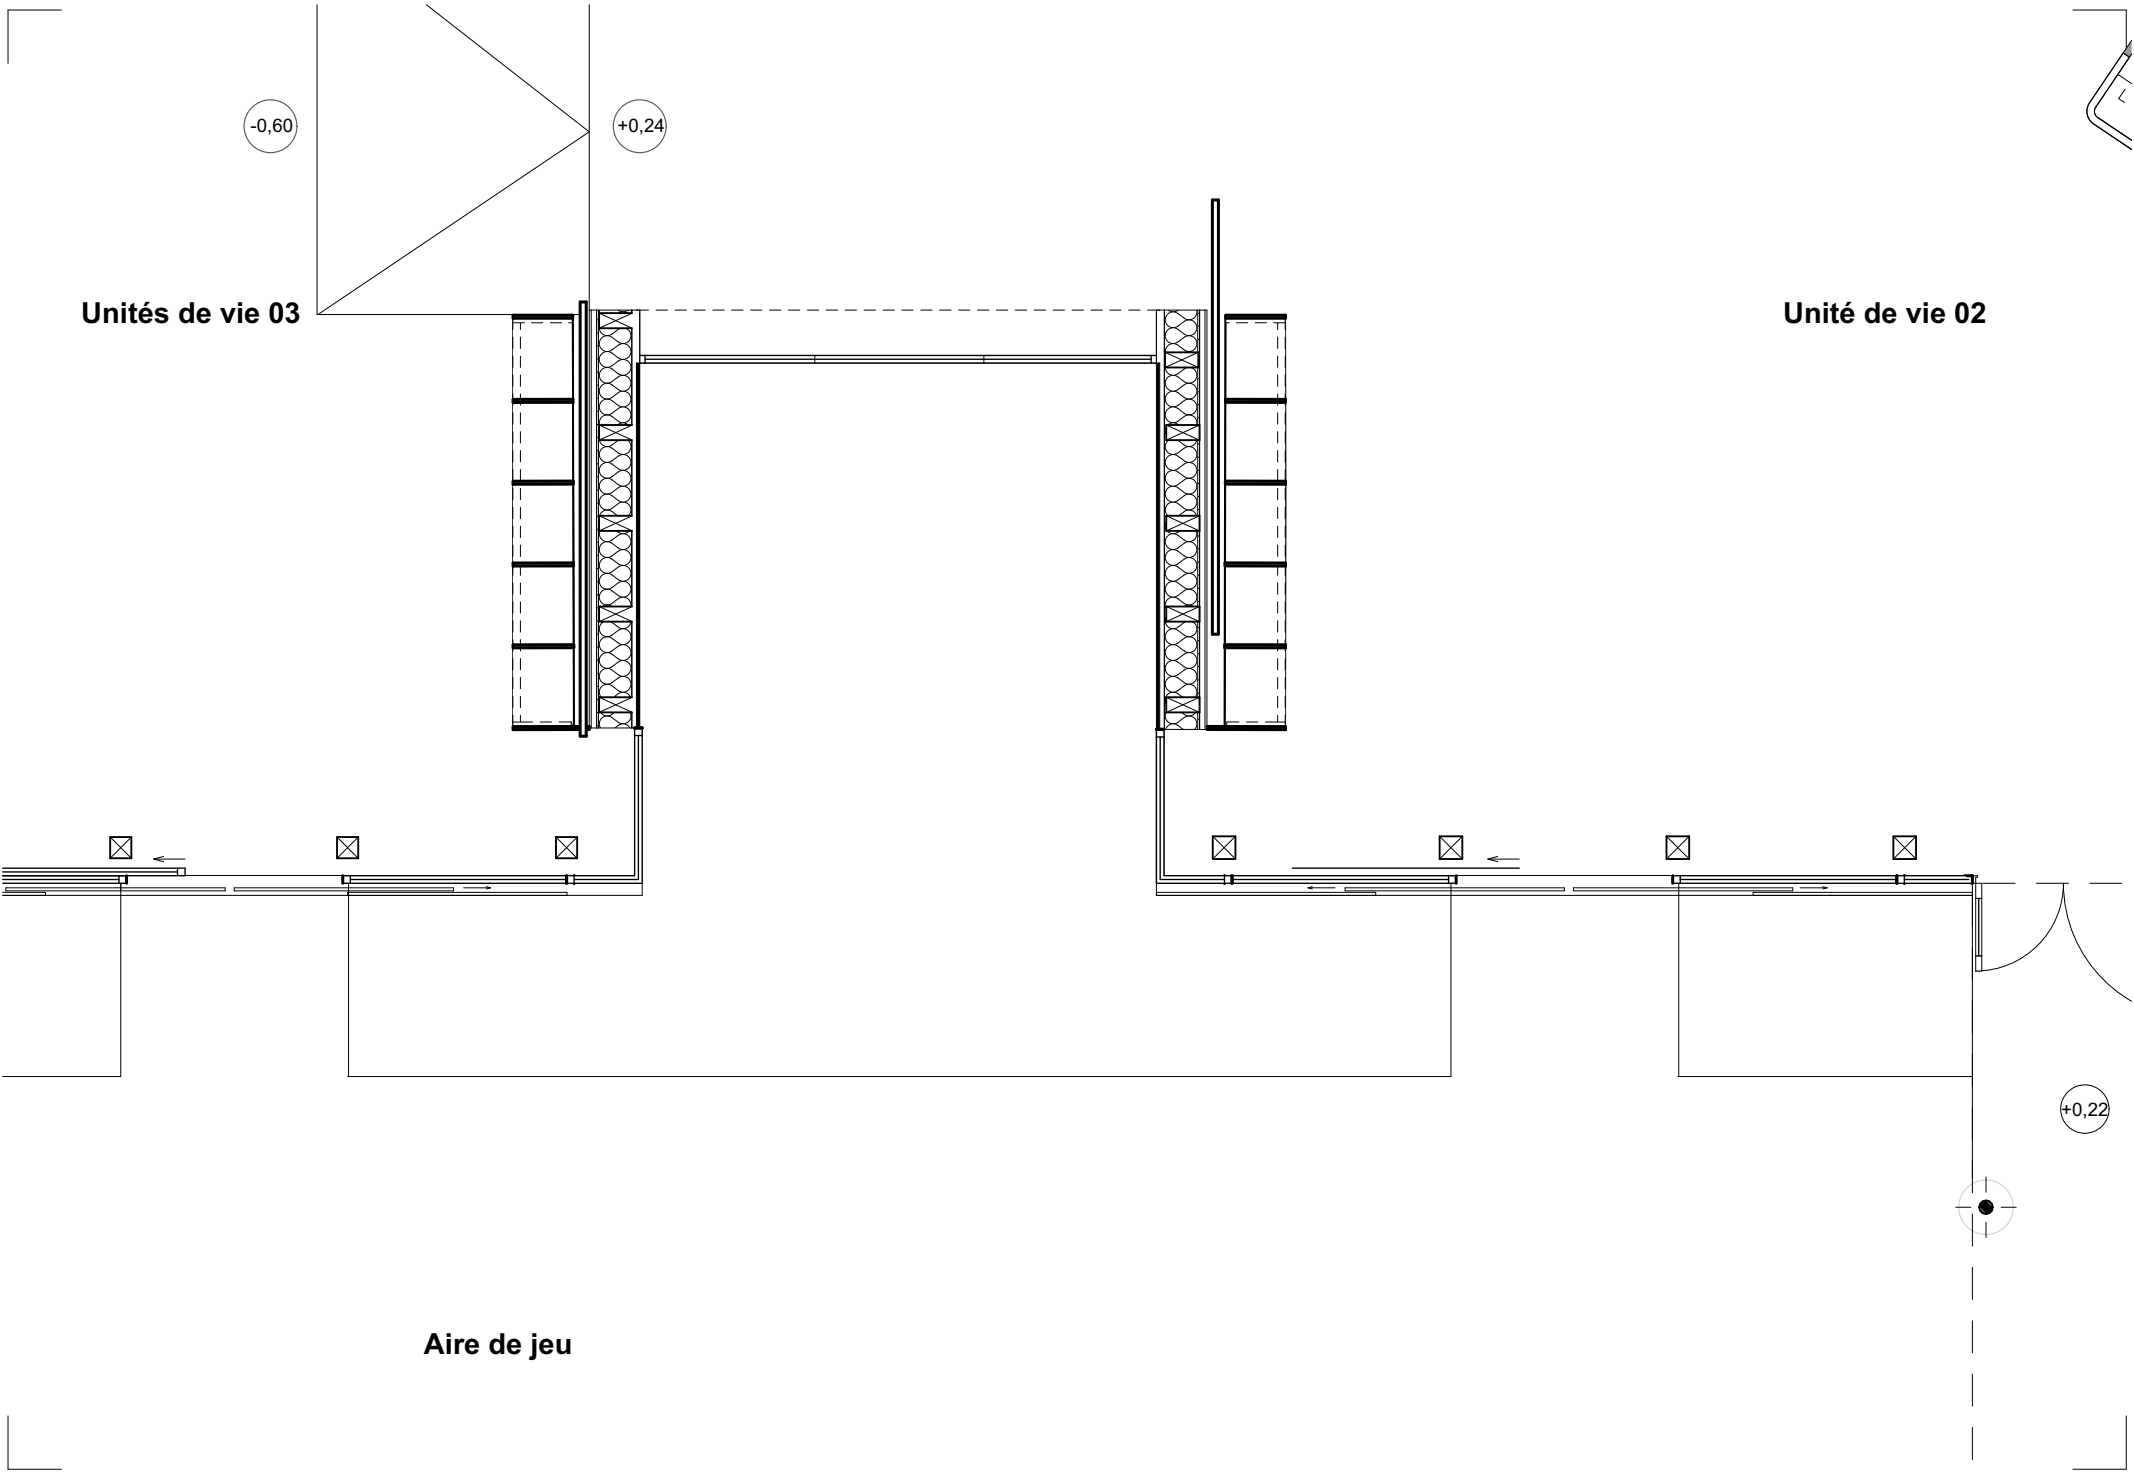 -0,60
+0,24
Unités de vie 03
Unité de vie 02
+0,22
Aire de jeu